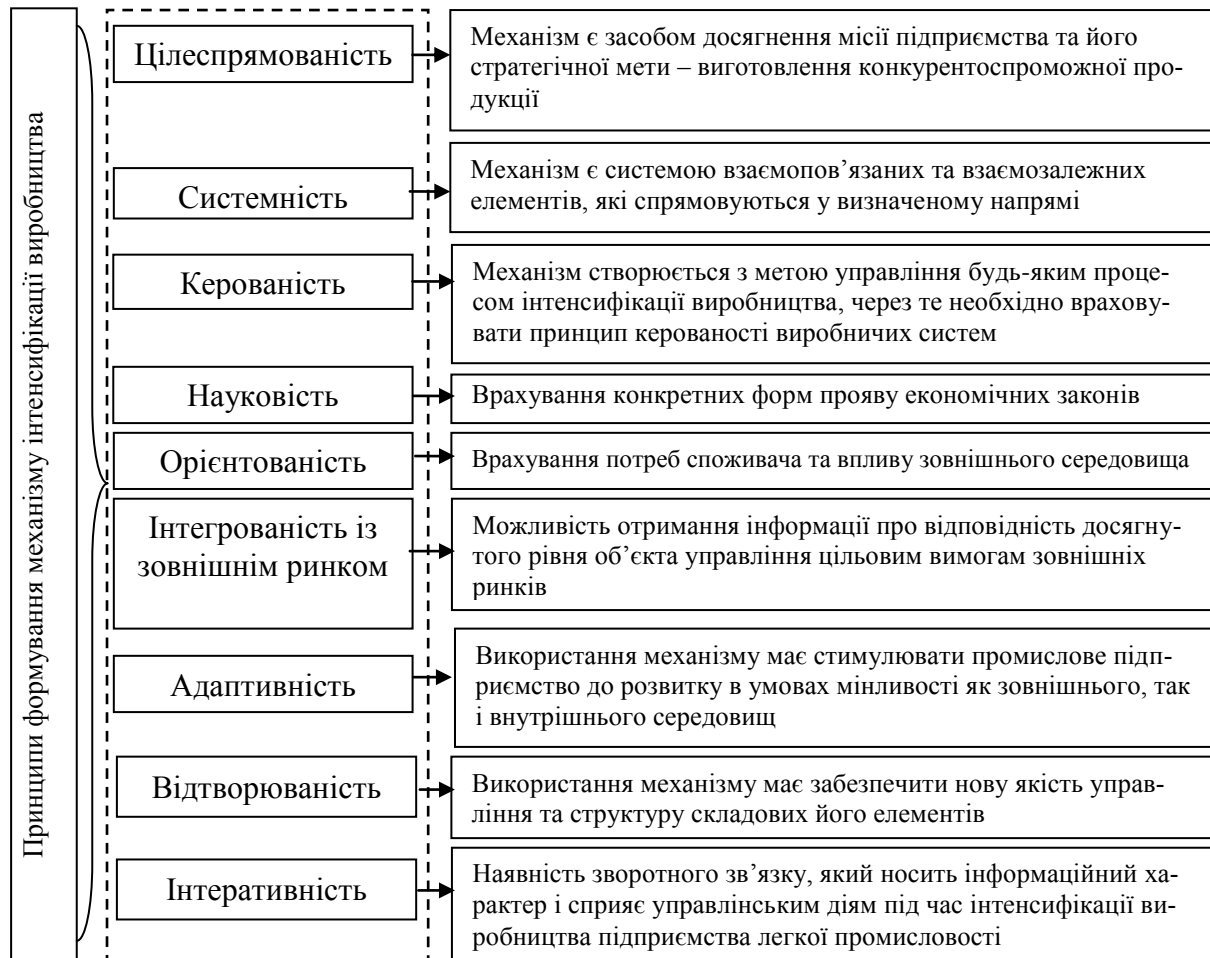 Принципи формування механізму інтенсифікації виробництва
Цілеспрямованість
Механізм є засобом досягнення місії підприємства та його
стратегічної мети – виготовлення конкурентоспроможної про-
дукції
Системність
Механізм є системою взаємопов’язаних та взаємозалежних
елементів, які спрямовуються у визначеному напрямі
Керованість
Механізм створюється з метою управління будь-яким проце-
сом інтенсифікації виробництва, через те необхідно враховву-
вати принцип керованості виробничих систем
Науковість
Врахування конкретних форм прояву економічних законів
Орієнтованість
Врахування потреб споживача та впливу зовнішнього середовища
Інтегрованість із
зовнішнім ринком
Можливість отримання інформації про відповідність досягну-
того рівня об’єкта управління цільовим вимогам зовнішніх
ринків
Адаптивність
Використання механізму має стимулювати промислове під-
приємство до розвитку в умовах мінливості як зовнішнього, так
і внутрішнього середовищ
Відтворюваність
Використання механізму має забезпечити нову якість управ-
ління та структуру складових його елементів
Інтеративність
Наявність зворотного зв’язку, який носить інформаційний ха-
рактер і сприяє управлінським діям під час інтенсифікації ви-
робництва підприємства легкої промисловості